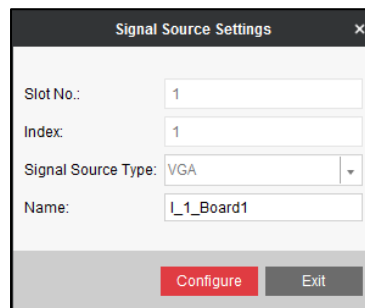 Signal Source Settings ×
Slot No.: 1
Index: 1
Signal Source Type: VGA
Name: I_1_Board1
Configure Exit